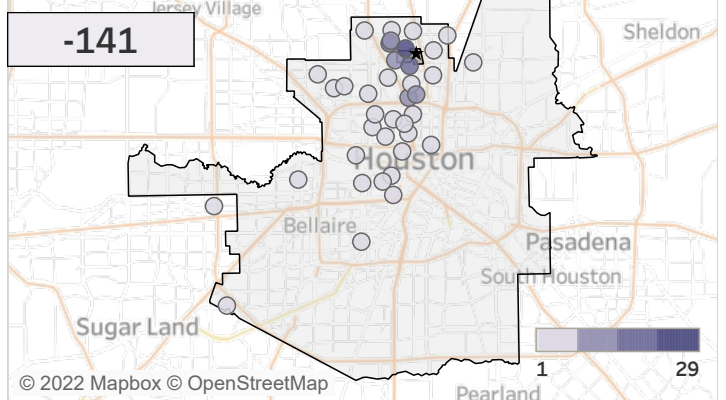 Jersey Village
-141
Sheldon
Houston
Bellaire
Pasadena
South Houston
Sugar Land
1
29
© 2022 Mapbox © OpenStreetMap
Pearland